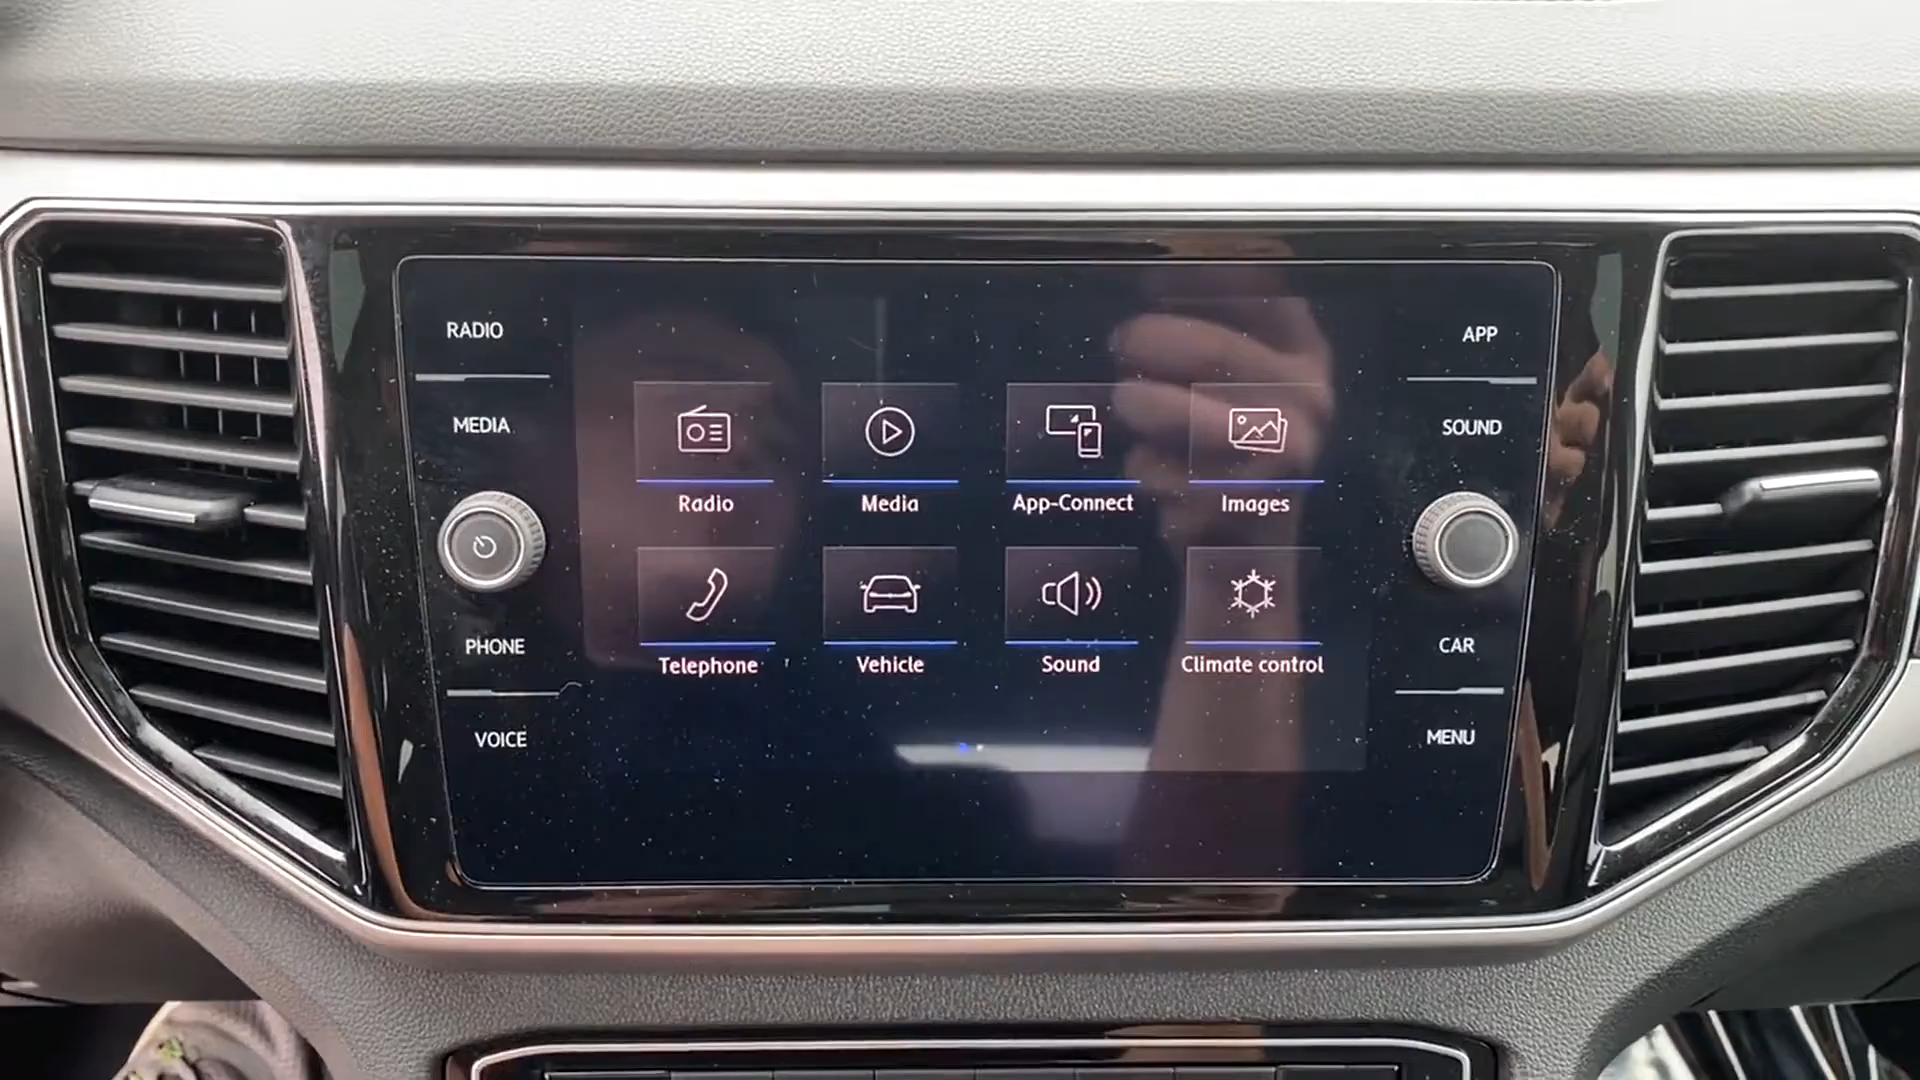 RADIO
MEDIA
PHONE
VOICE
Radio
Media
App-Connect
Images
Telephone
Vehicle
Sound
Climate control
APP
SOUND
CAR
MENU